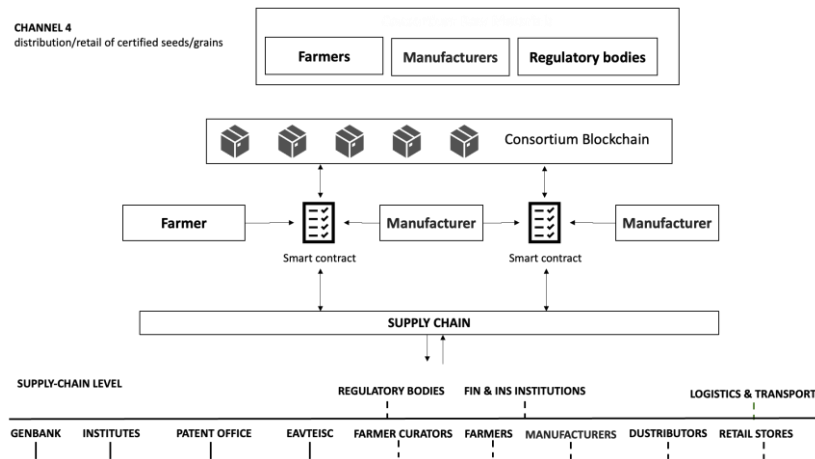 CHANNEL 4
distribution/retail of certified seeds/grains
Farmers Manufacturers Regulatory bodies
Consortium Blockchain
Farmer Manufacturer Manufacturer
Smart contract Smart contract
SUPPLY CHAIN
SUPPLY-CHAIN LEVEL
REGULATORY BODIES FIN & INS INSTITUTIONS LOGISTICS & TRANSPORT
GENBANK INSTITUTES PATENT OFFICE EAVTEISC FARMER CURATORS FARMERS MANUFACTURERS DUSTRIBUTORS RETAIL STORES